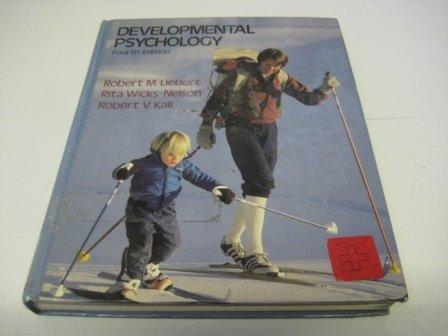 DEVELOPMENTAL
PSYCHOLOGY
Fourth Edition
Robert M. Liebert
Rita Wicks-Nelson
Robert V. Kail